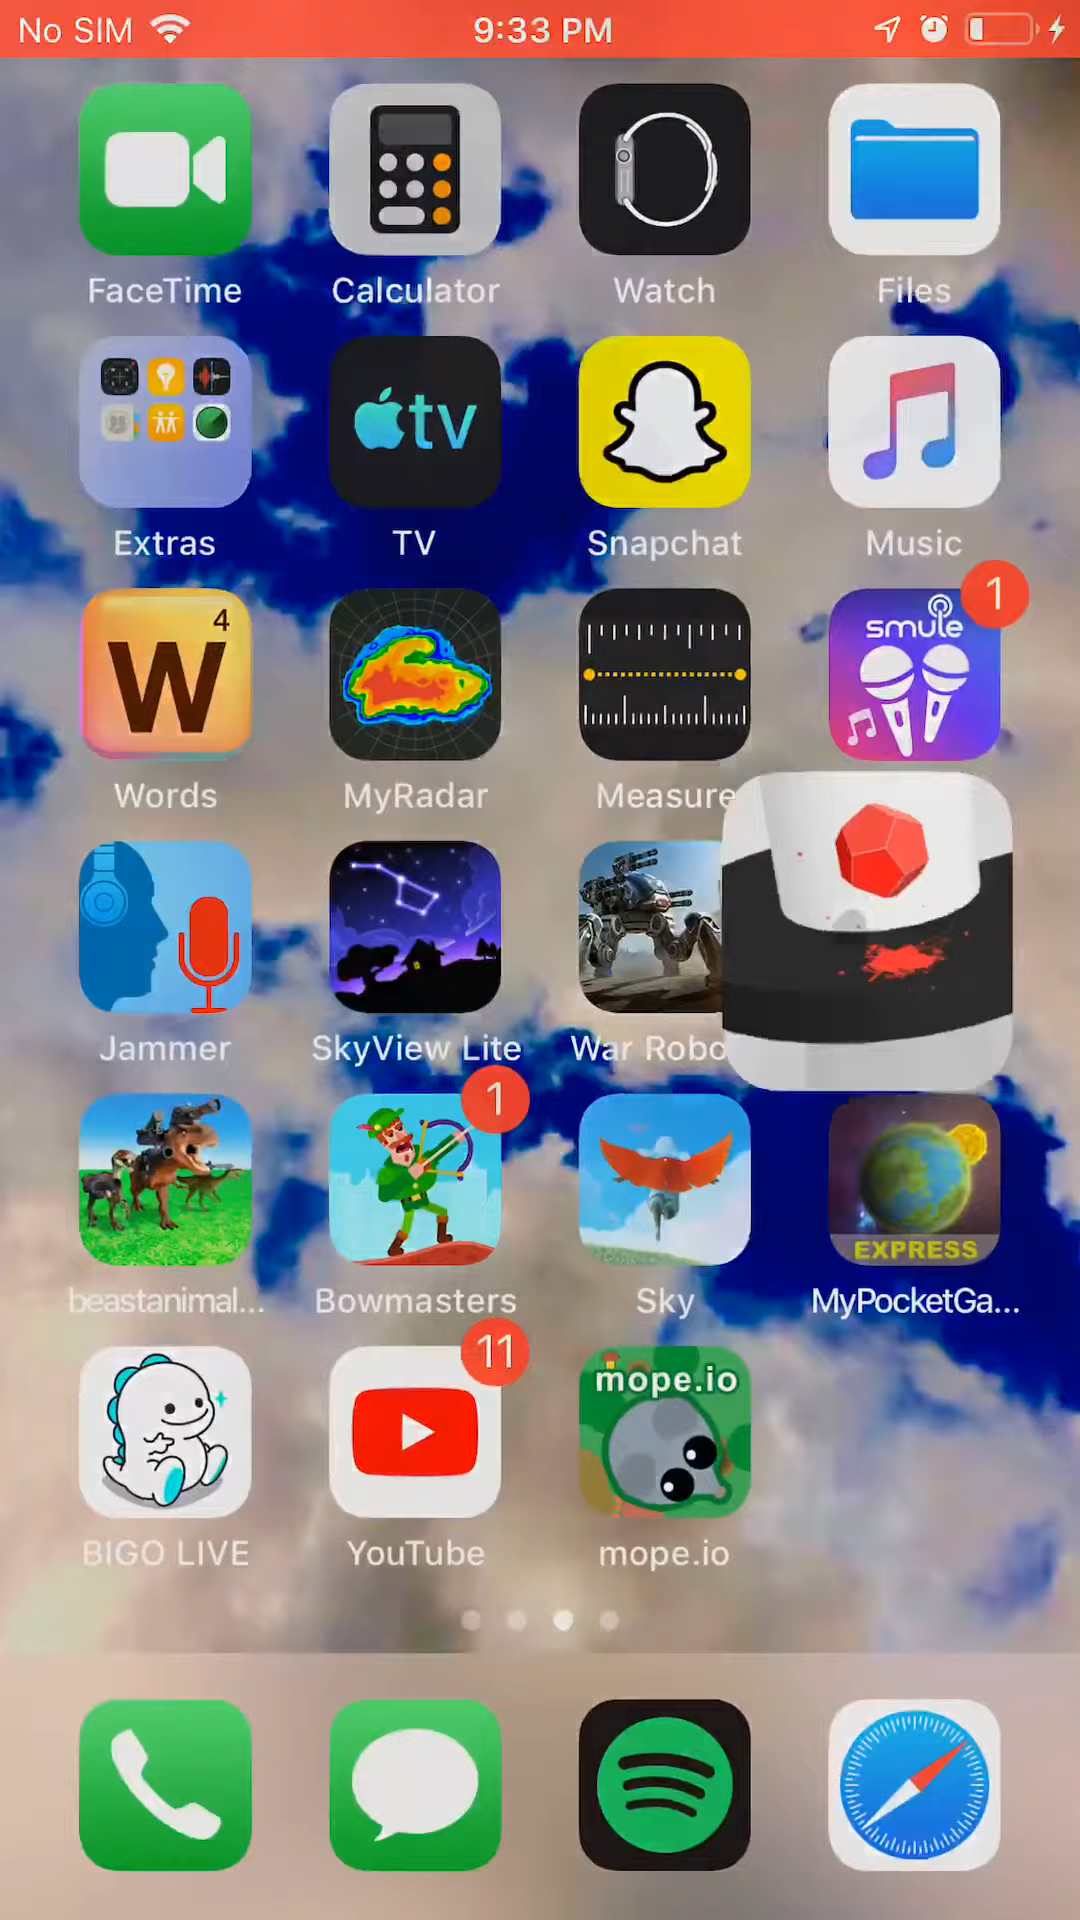 No SIM 9:33 PM
FaceTime Calculator Watch Files
tv
Extras TV Snapchat Music
4
W
smule
1
Words MyRadar Measure
Jammer SkyView Lite War Robo
1
EXPRESS
beastanimal... Bowmasters Sky MyPocketGa...
11
mope.io
BIGO LIVE YouTube mope.io